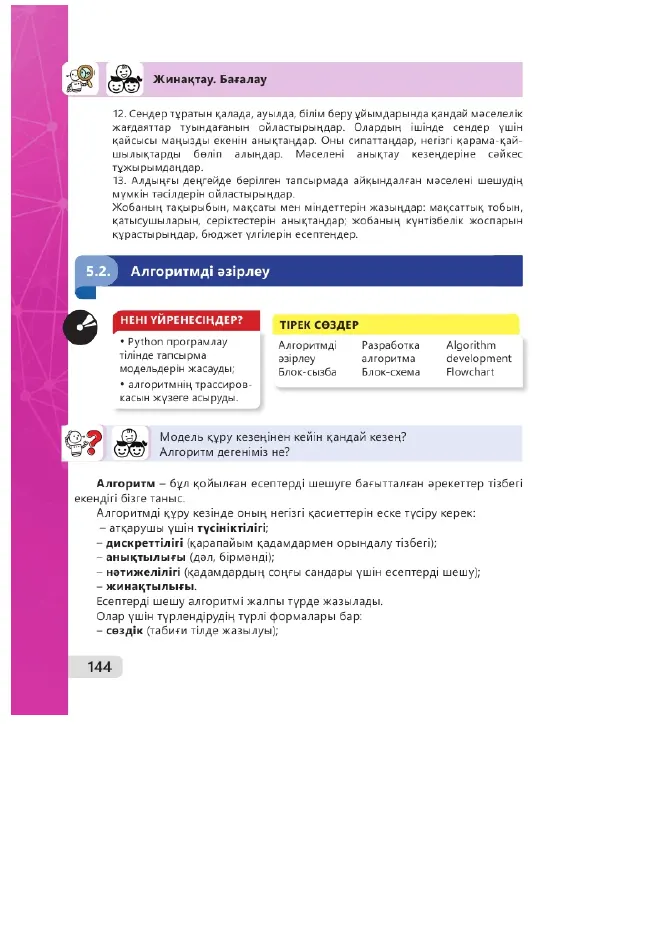 Жинақтау. Бағалау
12. Сендер тұратын қалада, ауылда, білім беру ұйымдарында қандай мәселелік
жағдаяттар туындағанын ойластырыңдар. Олардың ішінде сендер үшін
қайсысы маңызды екенін анықтаңдар. Оны сипаттаңдар, негізгі қарама-қай-
шылықтарды бөліп алыңдар. Мәселені анықтау кезеңдеріне сәйкес
тұжырымдаңдар.
13. Алдыңғы деңгейде берілген тапсырмада айқындалған мәселені шешудің
мүмкін тәсілдерін ойластырыңдар.
Жобаның тақырыбын, мақсаты мен міндеттерін жазыңдар: мақсаттық тобын,
қатысушыларын, серіктестерін анықтаңдар; жобаның күнтізбелік жоспарын
құрастырыңдар, бюджет үлгілерін есептеңдер.
5.2. Алгоритмді әзірлеу
НЕНІ ҮЙРЕНЕСІҢДЕР?
• Python програмлау
тілінде тапсырма
модельдерін жасауды;
• алгоритмнің трассиров-
касын жүзеге асыруды.
ТІРЕК СӨЗДЕР
Алгоритмді Разработка Algorithm
әзірлеу алгоритма development
Блок-сызба Блок-схема Flowchart
Модель құру кезеңінен кейін қандай кезең?
Алгоритм дегеніміз не?
Алгоритм – бұл қойылған есептерді шешуге бағытталған әрекеттер тізбегі
екендігі бізге таныс.
Алгоритмді құру кезінде оның негізгі қасиеттерін еске түсіру керек:
– атқарушы үшін түсініктілігі;
– дискреттілігі (қарапайым қадамдармен орындалу тізбегі);
– анықтылығы (дәл, бірмәнді);
– нәтижелілігі (қадамдардың соңғы сандары үшін есептерді шешу);
– жинақтылығы.
Есептерді шешу алгоритмі жалпы түрде жазылады.
Олар үшін түрлендірудің түрлі формалары бар:
– сөздік (табиғи тілде жазылуы);
144